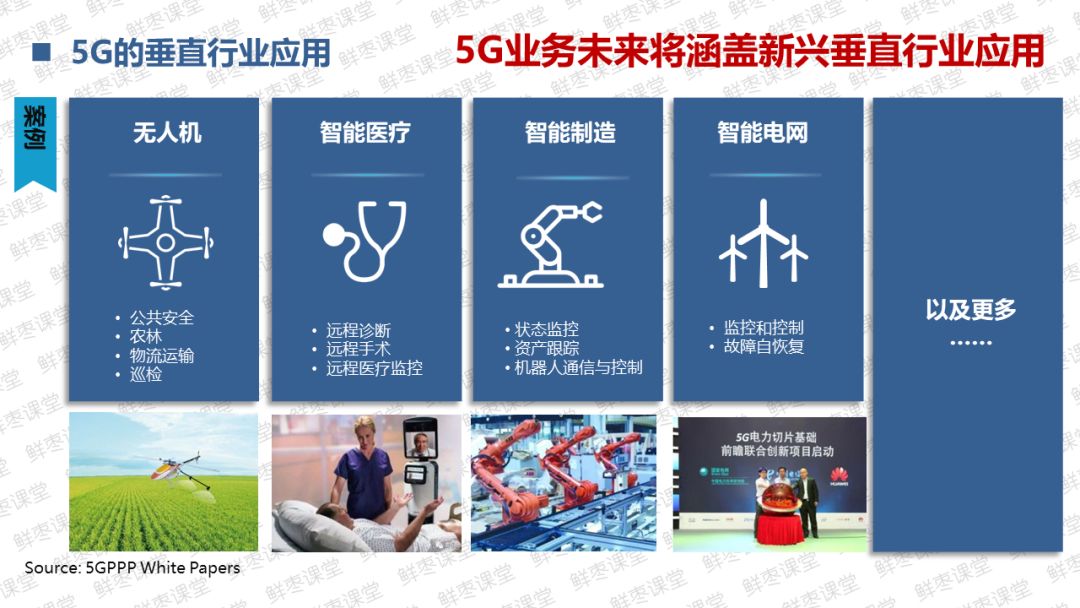 5G的垂直行业应用
5G业务未来将涵盖新兴垂直行业应用
案例
无人机
• 公共安全
• 农林
• 物流运输
• 巡检
智能医疗
• 远程诊断
• 远程手术
• 远程医疗监控
智能制造
• 状态监控
• 资产跟踪
• 机器人通信与控制
智能电网
• 监控和控制
• 故障自恢复
以及更多
……
5G电力切片基础
前瞻联合创新项目启动
国家电网
HUAWEI
Source: 5GPPP White Papers
鲜枣课堂